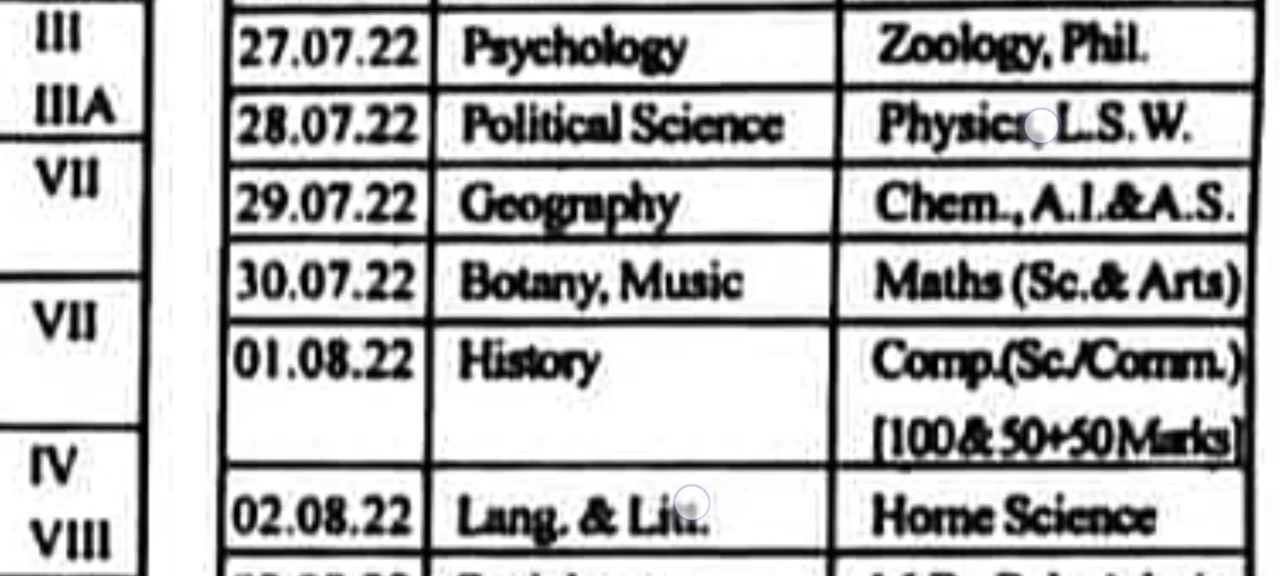 III
IIIA
VII
VII
IV
VIII
27.07.22 Psychology Zoology, Phil.
28.07.22 Political Science Physics, L.S.W.
29.07.22 Geography Chem., A.I.&A.S.
30.07.22 Botany, Music Maths (Sc.& Arts)
01.08.22 History Comp.(Sc./Comm.)
[100 & 50+50 Marks]
02.08.22 Lang. & Litt. Home Science